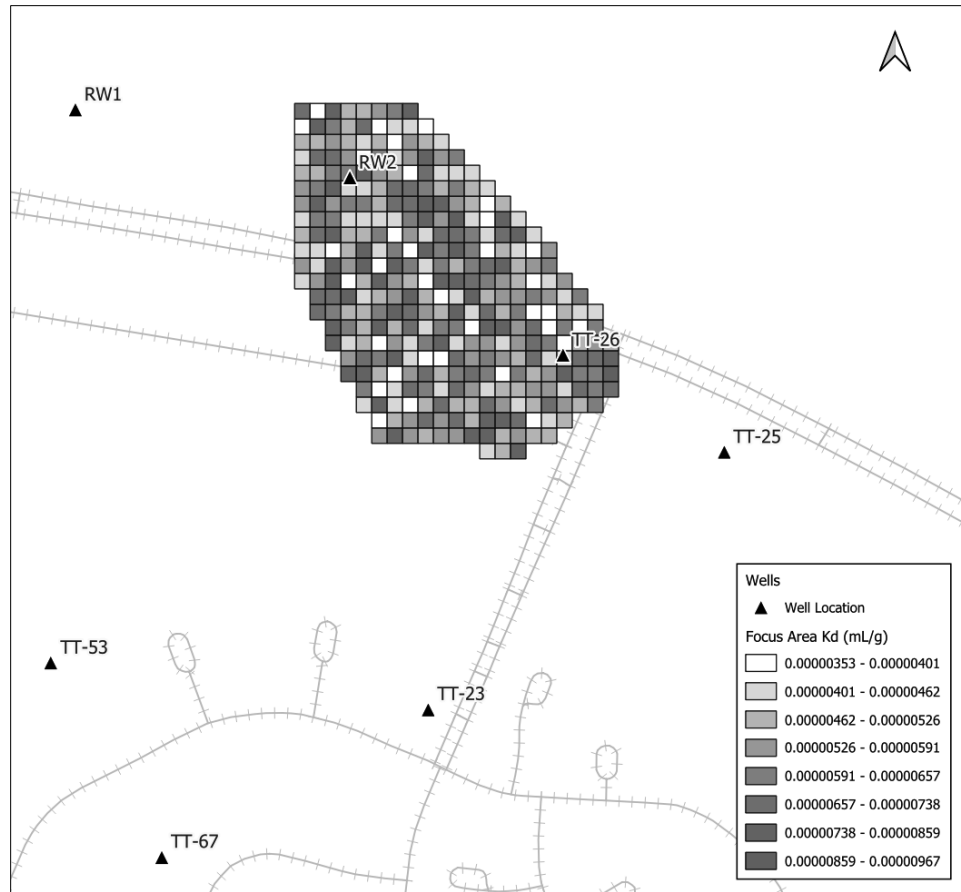 RW1
RW2
TT-26
TT-25
TT-53
TT-23
TT-67
Wells
Well Location
Focus Area Kd (mL/g)
0.00000353 - 0.00000401
0.00000401 - 0.00000462
0.00000462 - 0.00000526
0.00000526 - 0.00000591
0.00000591 - 0.00000657
0.00000657 - 0.00000738
0.00000738 - 0.00000859
0.00000859 - 0.00000967